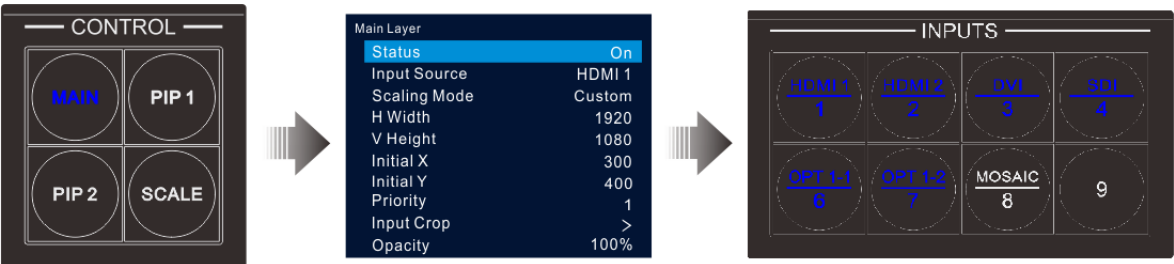 CONTROL
MAIN
PIP 1
PIP 2
SCALE
Main Layer
Status On
Input Source HDMI 1
Scaling Mode Custom
H Width 1920
V Height 1080
Initial X 300
Initial Y 400
Priority 1
Input Crop >
Opacity 100%
INPUTS
HDMI 1
1
HDMI 2
2
DVI
3
SDI
4
OPT 1-1
6
OPT 1-2
7
MOSAIC
8
9